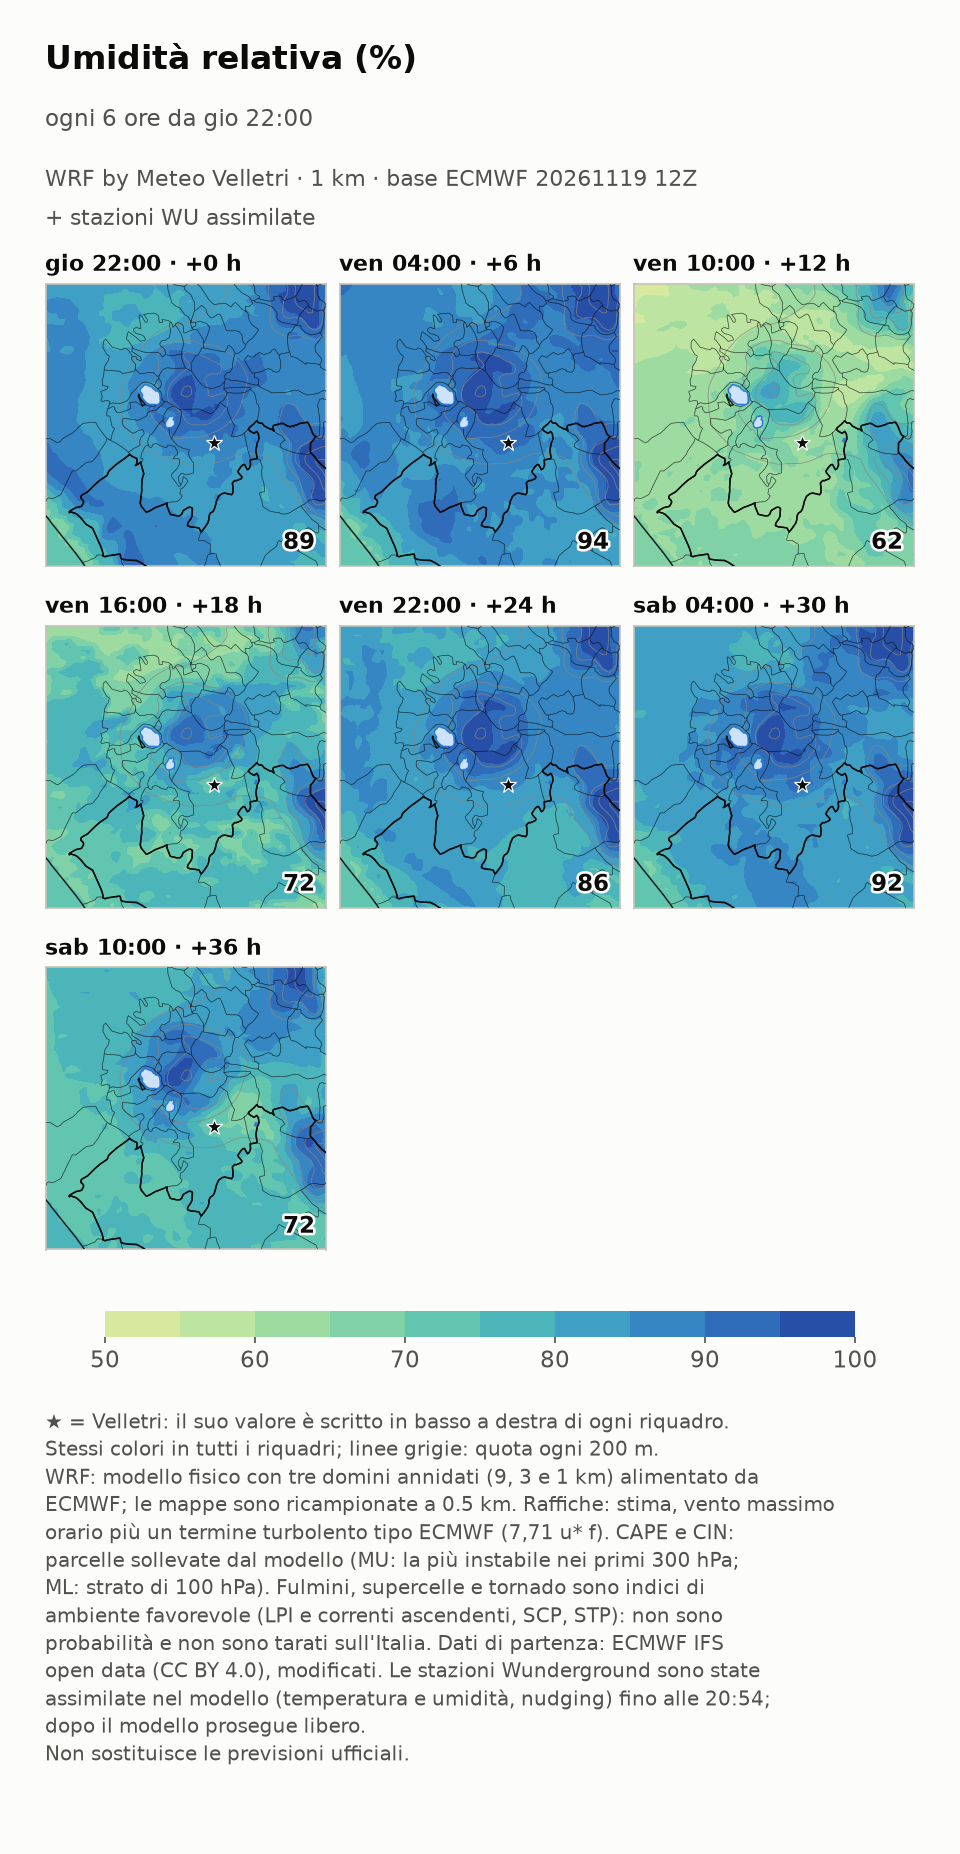 Umidità relativa (%)
ogni 6 ore da gio 22:00
WRF by Meteo Velletri · 1 km · base ECMWF 20261119 12Z
+ stazioni WU assimilate
gio 22:00 · +0 h
ven 04:00 · +6 h
ven 10:00 · +12 h
89
94
62
ven 16:00 · +18 h
ven 22:00 · +24 h
sab 04:00 · +30 h
72
86
92
sab 10:00 · +36 h
72
50 60 70 80 90 100
★ = Velletri: il suo valore è scritto in basso a destra di ogni riquadro.
Stessi colori in tutti i riquadri; linee grigie: quota ogni 200 m.
WRF: modello fisico con tre domini annidati (9, 3 e 1 km) alimentato da
ECMWF; le mappe sono ricampionate a 0.5 km. Raffiche: stima, vento massimo
orario più un termine turbolento tipo ECMWF (7,71 u* f). CAPE e CIN:
parcelle sollevate dal modello (MU: la più instabile nei primi 300 hPa;
ML: strato di 100 hPa). Fulmini, supercelle e tornado sono indici di
ambiente favorevole (LPI e correnti ascendenti, SCP, STP): non sono
probabilità e non sono tarati sull'Italia. Dati di partenza: ECMWF IFS
open data (CC BY 4.0), modificati. Le stazioni Wunderground sono state
assimilate nel modello (temperatura e umidità, nudging) fino alle 20:54;
dopo il modello prosegue libero.
Non sostituisce le previsioni ufficiali.